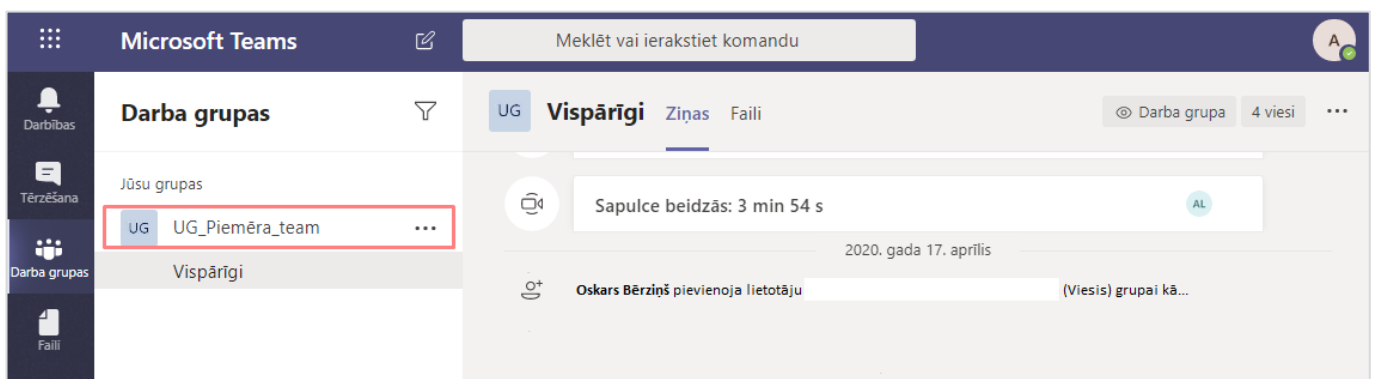 Microsoft Teams
Meklēt vai ierakstiet komandu
A
Darbības
Tērzēšana
Darba grupas
Faili
Darba grupas
Jūsu grupas
UG UG_Piemēra_team
Vispārīgi
UG Vispārīgi Ziņas Faili
Darba grupa 4 viesi
Sapulce beidzās: 3 min 54 s AL
2020. gada 17. aprīlis
Oskars Bērziņš pievienoja lietotāju (Viesis) grupai kā...